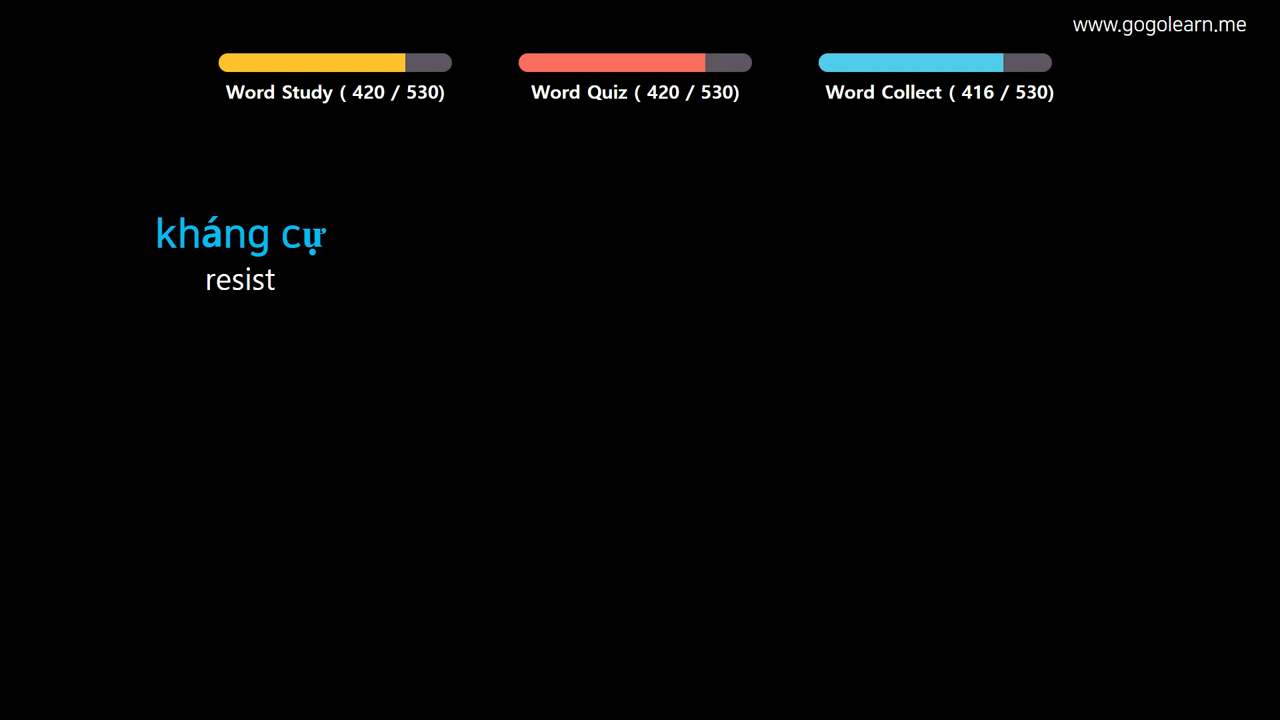 www.gogolearn.me
Word Study ( 420 / 530)
Word Quiz ( 420 / 530)
Word Collect ( 416 / 530)
kháng cự
resist